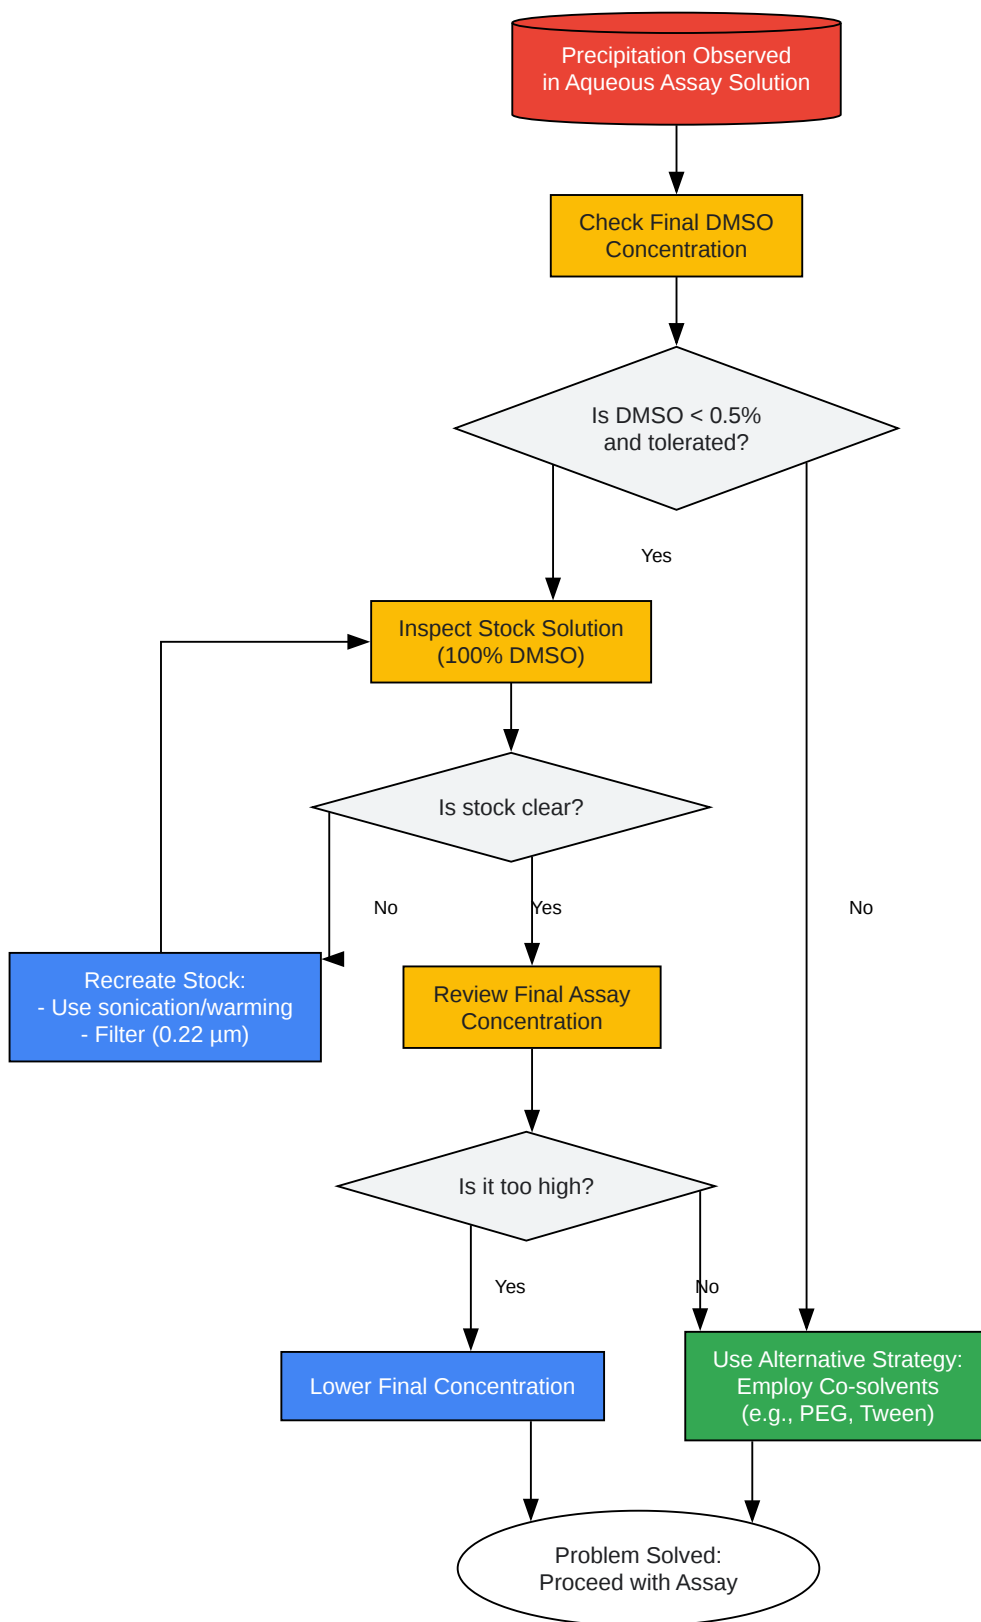 Precipitation Observed
in Aqueous Assay Solution
Check Final DMSO
Concentration
Is DMSO < 0.5%
and tolerated?
Yes
Inspect Stock Solution
(100% DMSO)
Is stock clear?
No
Yes
No
Recreate Stock:
- Use sonication/warming
- Filter (0.22 µm)
Review Final Assay
Concentration
Is it too high?
Yes
No
Lower Final Concentration
Use Alternative Strategy:
Employ Co-solvents
(e.g., PEG, Tween)
Problem Solved:
Proceed with Assay